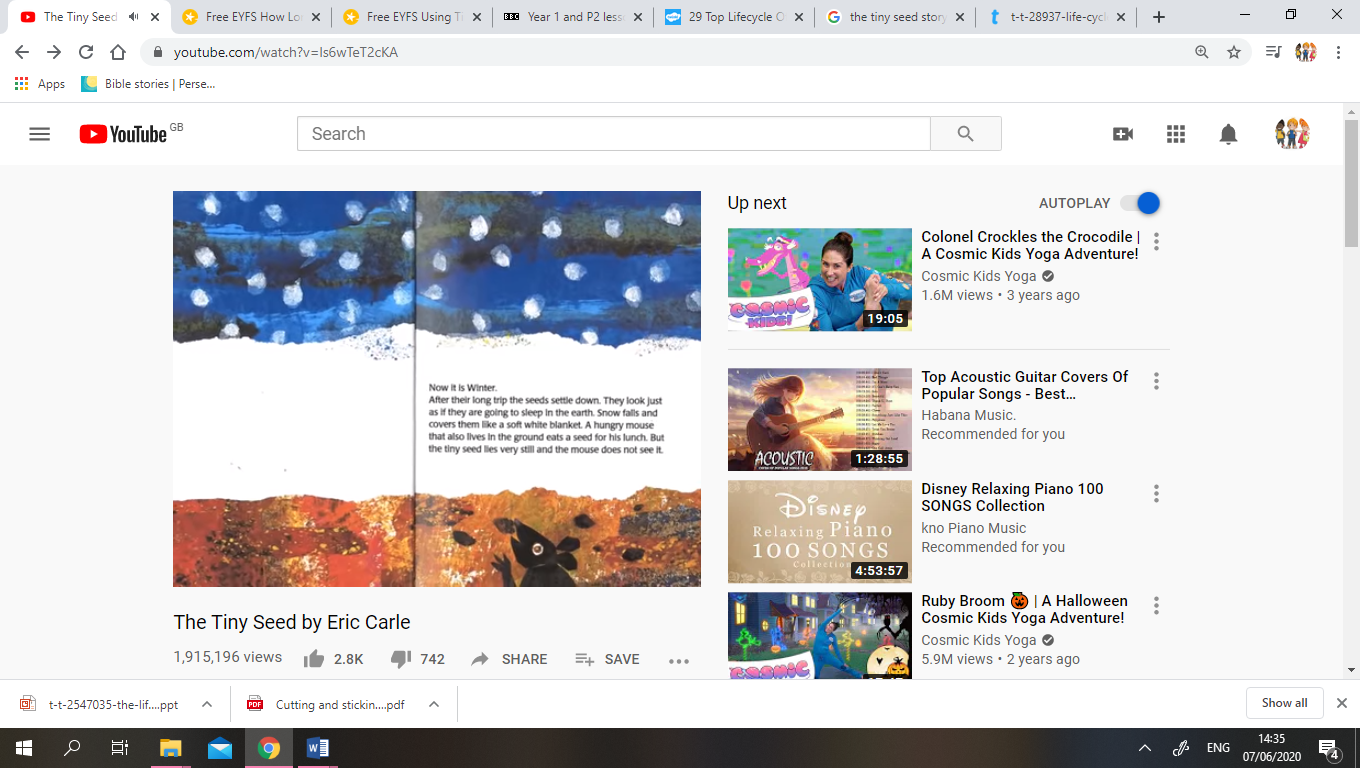 The Tiny Seed
Free EYFS How Lo
Free EYFS Using Ti
BBC Year 1 and P2 less
29 Top Lifecycle O
the tiny seed story
t-t-28937-life-cycl
youtube.com/watch?v=ls6wTeT2cKA
Apps
Bible stories | Perse...
YouTube GB
Search
Now it is Winter.
After their long trip the seeds settle down. They look just
as if they are going to sleep in the earth. Snow falls and
covers them like a soft white blanket. A hungry mouse
that also lives in the ground eats a seed for his lunch. But
the tiny seed lies very still and the mouse does not see it.
The Tiny Seed by Eric Carle
1,915,196 views
2.8K
742
SHARE
SAVE
Up next
AUTOPLAY
COSMIC
KIDS!
19:05
Colonel Crockles the Crocodile |
A Cosmic Kids Yoga Adventure!
Cosmic Kids Yoga
1.6M views • 3 years ago
ACOUSTIC
1:28:55
Top Acoustic Guitar Covers Of
Popular Songs - Best...
Habana Music.
Recommended for you
Disney
Relaxing Piano
100 SONGS
Collection
4:53:57
Disney Relaxing Piano 100
SONGS Collection
kno Piano Music
Recommended for you
COSMIC
Ruby Broom 🎃 | A Halloween
Cosmic Kids Yoga Adventure!
Cosmic Kids Yoga
5.9M views • 2 years ago
t-t-2547035-the-lif....ppt
PDF
Cutting and stickin....pdf
Show all
ENG
14:35
07/06/2020
4